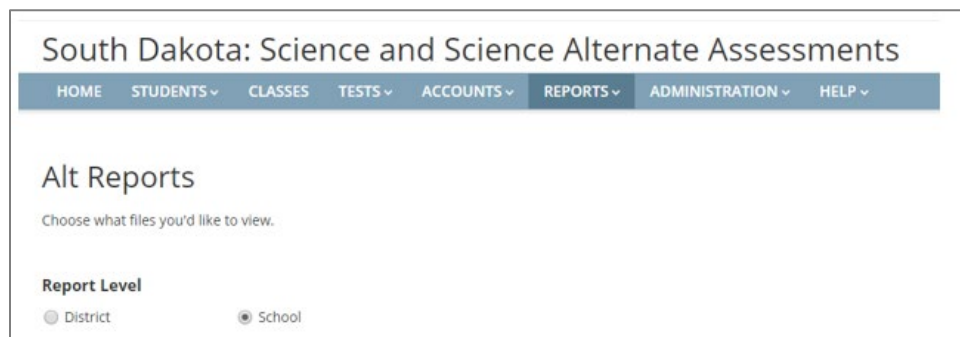 South Dakota: Science and Science Alternate Assessments
HOME STUDENTS CLASSES TESTS ACCOUNTS REPORTS ADMINISTRATION HELP
Alt Reports
Choose what files you'd like to view.
Report Level
District School